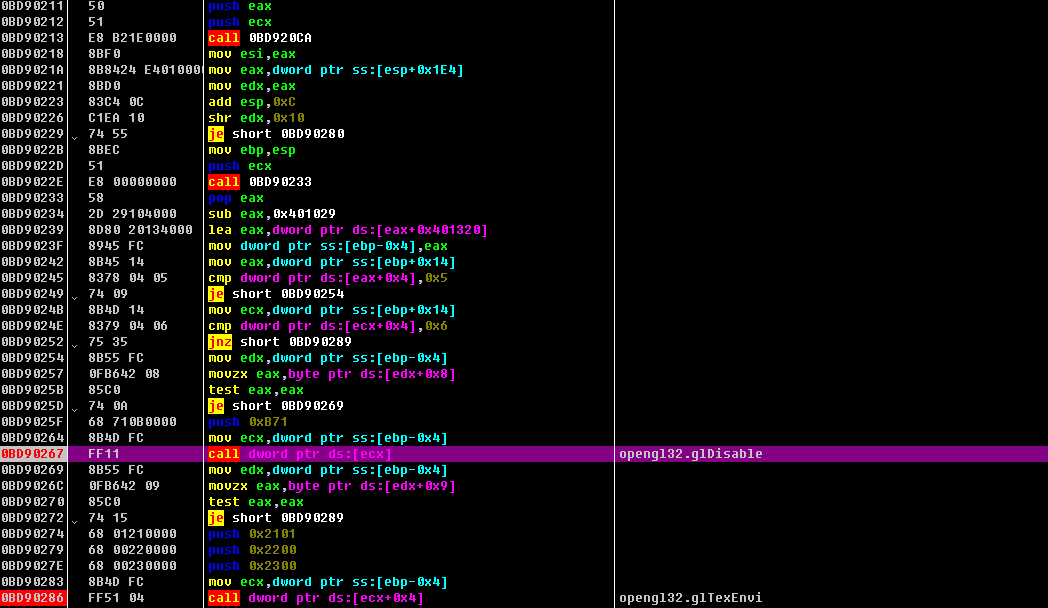 0BD90211 50 push eax
0BD90212 51 push ecx
0BD90213 E8 B21E0000 call 0BD920CA
0BD90218 8BF0 mov esi,eax
0BD9021A 8B8424 E4010000 mov eax,dword ptr ss:[esp+0x1E4]
0BD90221 8BD0 mov edx,eax
0BD90223 83C4 0C add esp,0xC
0BD90226 C1EA 10 shr edx,0x10
0BD90229 74 55 je short 0BD90280
0BD9022B 8BEC mov ebp,esp
0BD9022D 51 push ecx
0BD9022E E8 00000000 call 0BD90233
0BD90233 58 pop eax
0BD90234 2D 29104000 sub eax,0x401029
0BD90239 8D80 20134000 lea eax,dword ptr ds:[eax+0x401320]
0BD9023F 8945 FC mov dword ptr ss:[ebp-0x4],eax
0BD90242 8B45 14 mov eax,dword ptr ss:[ebp+0x14]
0BD90245 8378 04 05 cmp dword ptr ds:[eax+0x4],0x5
0BD90249 74 09 je short 0BD90254
0BD9024B 8B4D 14 mov ecx,dword ptr ss:[ebp+0x14]
0BD9024E 8379 04 06 cmp dword ptr ds:[ecx+0x4],0x6
0BD90252 75 35 jnz short 0BD90289
0BD90254 8B55 FC mov edx,dword ptr ss:[ebp-0x4]
0BD90257 0FB642 08 movzx eax,byte ptr ds:[edx+0x8]
0BD9025B 85C0 test eax,eax
0BD9025D 74 0A je short 0BD90269
0BD9025F 68 710B0000 push 0xB71
0BD90264 8B4D FC mov ecx,dword ptr ss:[ebp-0x4]
0BD90267 FF11 call dword ptr ds:[ecx] opengl32.glDisable
0BD90269 8B55 FC mov edx,dword ptr ss:[ebp-0x4]
0BD9026C 0FB642 09 movzx eax,byte ptr ds:[edx+0x9]
0BD90270 85C0 test eax,eax
0BD90272 74 15 je short 0BD90289
0BD90274 68 01210000 push 0x2101
0BD90279 68 00220000 push 0x2200
0BD9027E 68 00230000 push 0x2300
0BD90283 8B4D FC mov ecx,dword ptr ss:[ebp-0x4]
0BD90286 FF51 04 call dword ptr ds:[ecx+0x4] opengl32.glTexEnvi